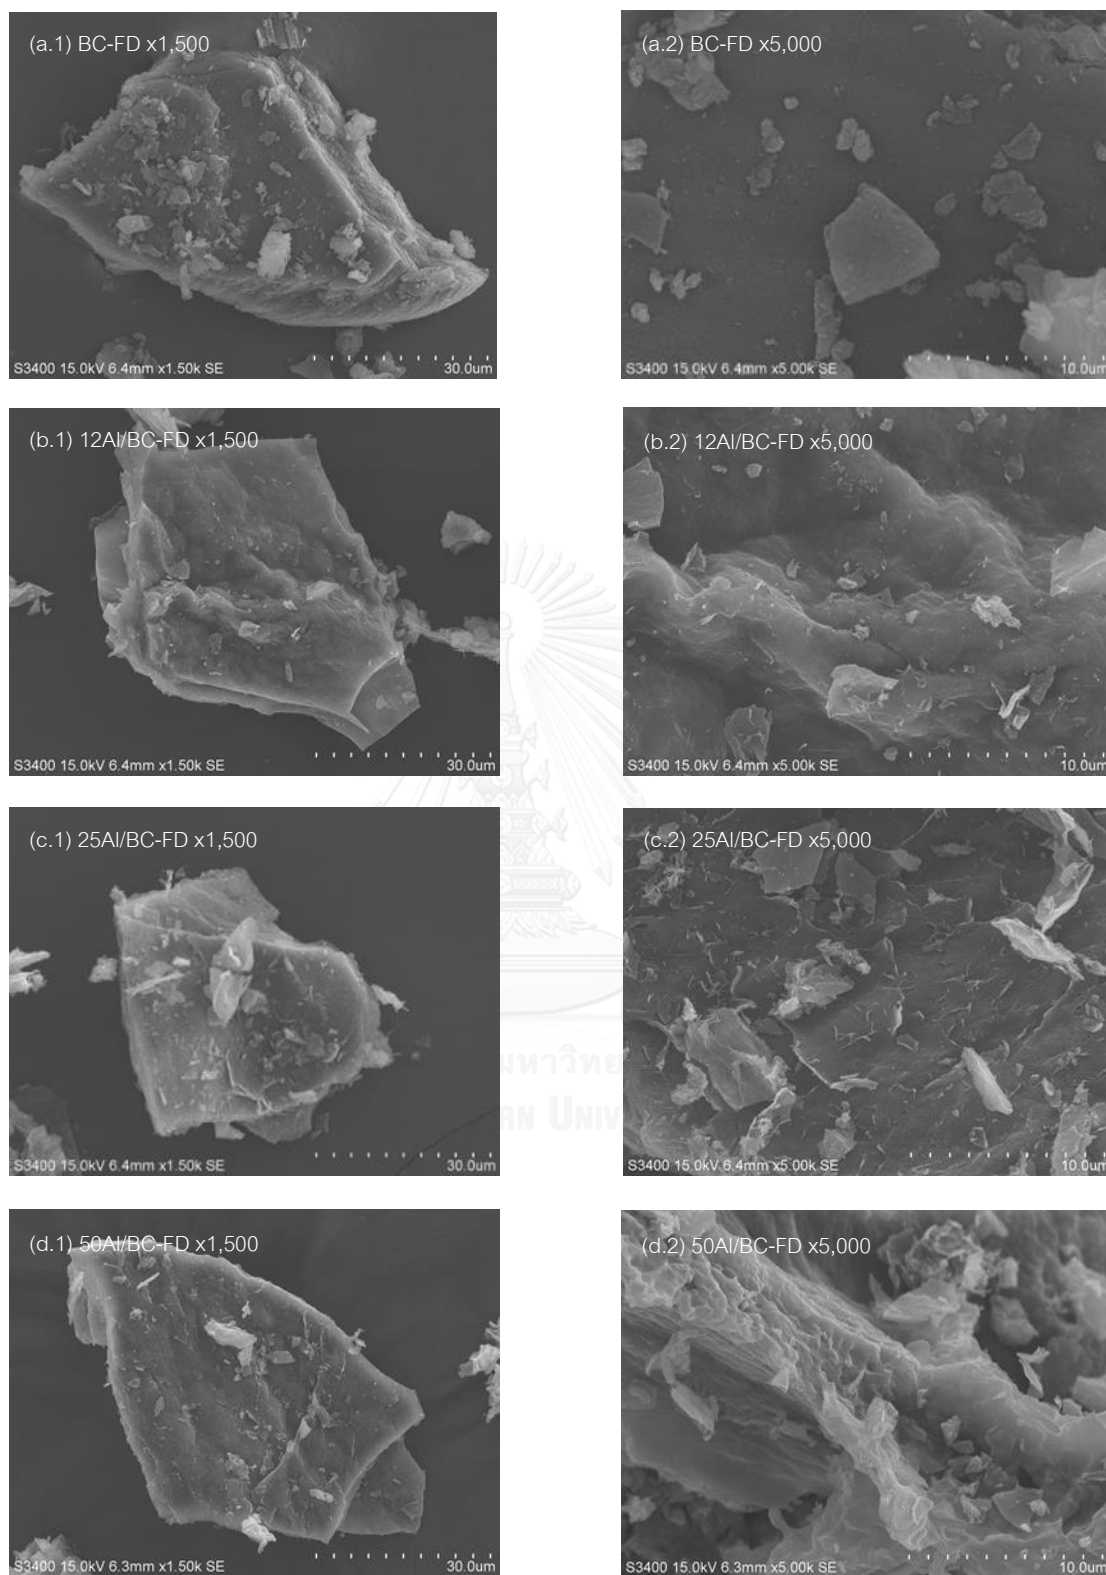 (a.1) BC-FD x1,500
(a.2) BC-FD x5,000
S3400 15.0kV 6.4mm x1.50k SE 30.0um
S3400 15.0kV 6.4mm x5.00k SE 10.0um
(b.1) 12Al/BC-FD x1,500
(b.2) 12Al/BC-FD x5,000
S3400 15.0kV 6.4mm x1.50k SE 30.0um
S3400 15.0kV 6.4mm x5.00k SE 10.0um
(c.1) 25Al/BC-FD x1,500
(c.2) 25Al/BC-FD x5,000
S3400 15.0kV 6.4mm x1.50k SE 30.0um
S3400 15.0kV 6.4mm x5.00k SE 10.0um
(d.1) 50Al/BC-FD x1,500
(d.2) 50Al/BC-FD x5,000
S3400 15.0kV 6.3mm x1.50k SE 30.0um
S3400 15.0kV 6.3mm x5.00k SE 10.0um